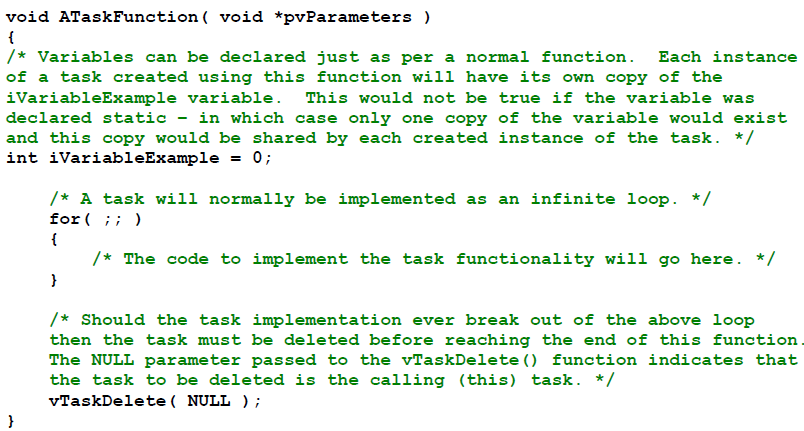 void ATaskFunction( void *pvParameters )
{
/* Variables can be declared just as per a normal function.  Each instance
of a task created using this function will have its own copy of the
iVariableExample variable.  This would not be true if the variable was
declared static – in which case only one copy of the variable would exist
and this copy would be shared by each created instance of the task. */
int iVariableExample = 0;

    /* A task will normally be implemented as an infinite loop. */
    for( ;; )
    {
        /* The code to implement the task functionality will go here. */
    }

    /* Should the task implementation ever break out of the above loop
    then the task must be deleted before reaching the end of this function.
    The NULL parameter passed to the vTaskDelete() function indicates that
    the task to be deleted is the calling (this) task. */
    vTaskDelete( NULL );
}